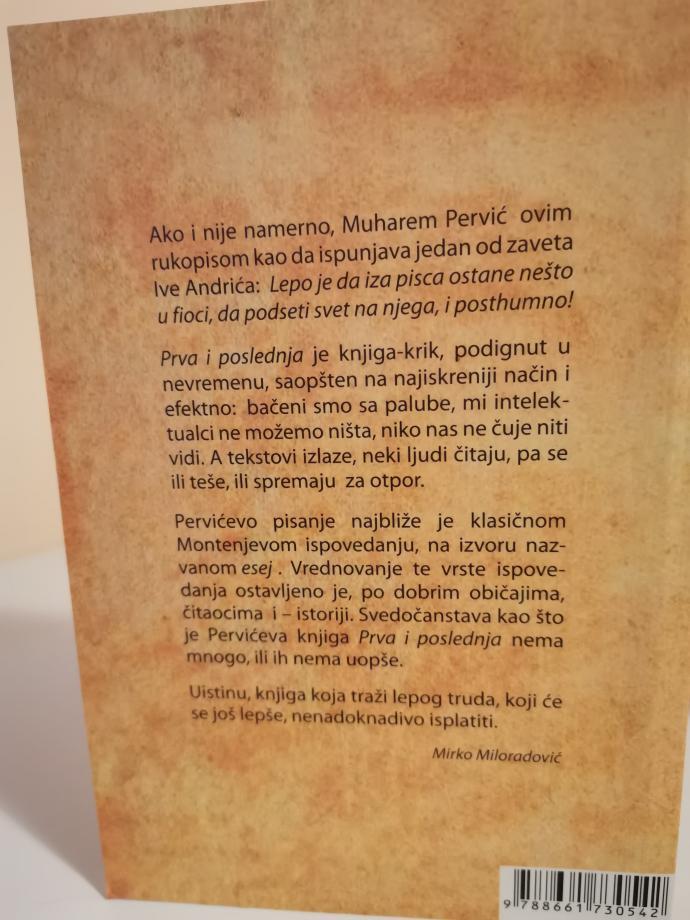 Ako i nije namerno, Muharem Pervić ovim
rukopisom kao da ispunjava jedan od zaveta
Ive Andrića: Lepo je da iza pisca ostane nešto
u fioci, da podseti svet na njega, i posthumno!
Prva i poslednja je knjiga-krik, podignut u
nevremenu, saopšten na najiskreniji način i
efektno: bačeni smo sa palube, mi intelek-
tualci ne možemo ništa, niko nas ne čuje niti
vidi. A tekstovi izlaze, neki ljudi čitaju, pa se
ili teše, ili spremaju za otpor.
Pervićevo pisanje najbliže je klasičnom
Montenjevom ispovedanju, na izvoru naz-
vanom esej . Vrednovanje te vrste ispove-
danja ostavljeno je, po dobrim običajima,
čitaocima i – istoriji. Svedočanstava kao što
je Pervićeva knjiga Prva i poslednja nema
mnogo, ili ih nema uopše.
Uistinu, knjiga koja traži lepog truda, koji će
se još lepše, nenadoknadivo isplatiti.
Mirko Miloradović
9 788661 730542